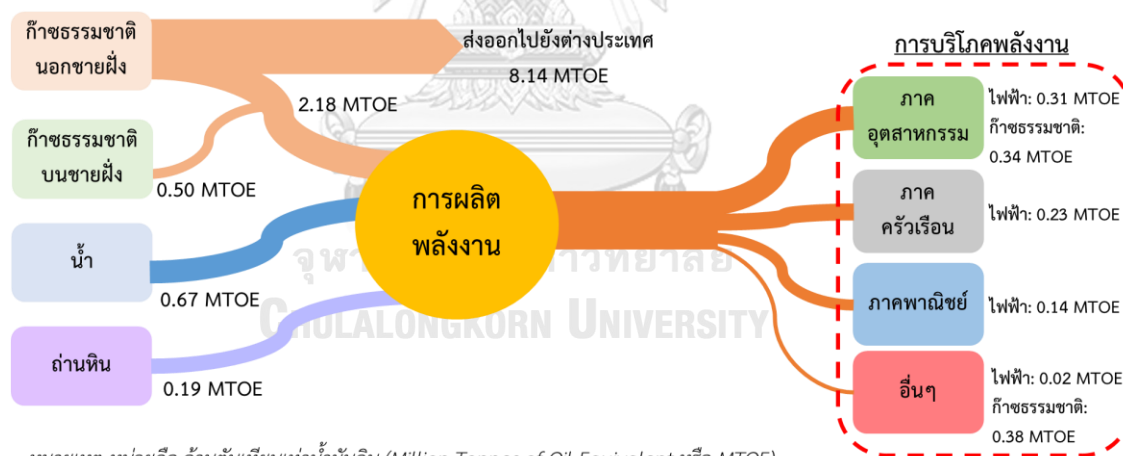 ก๊าซธรรมชาติ
นอกชายฝั่ง
ส่งออกไปยังต่างประเทศ
8.14 MTOE
2.18 MTOE
ก๊าซธรรมชาติ
บนชายฝั่ง
0.50 MTOE
น้ำ
0.67 MTOE
ถ่านหิน
0.19 MTOE
การผลิต
พลังงาน
การบริโภคพลังงาน
ภาค
อุตสาหกรรม
ไฟฟ้า: 0.31 MTOE
ก๊าซธรรมชาติ:
0.34 MTOE
ภาค
ครัวเรือน
ไฟฟ้า: 0.23 MTOE
ภาคพาณิชย์
ไฟฟ้า: 0.14 MTOE
อื่นๆ
ไฟฟ้า: 0.02 MTOE
ก๊าซธรรมชาติ:
0.38 MTOE
CHULALONGKORN UNIVERSITY